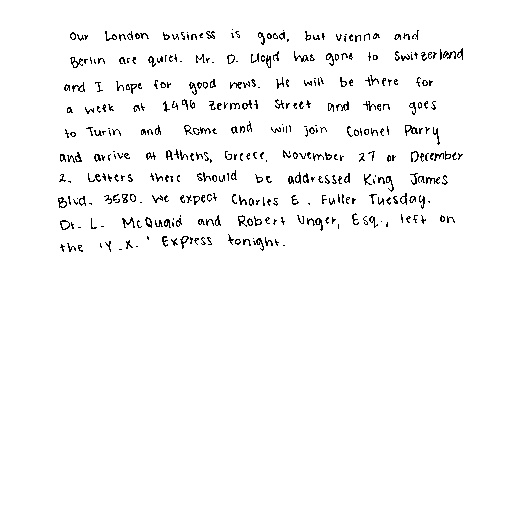 Our London business is good, but vienna and
Berlin are quiet. Mr. D. Lloyd has gone to Switzerland
and I hope for good news. He will be there for
a week at 1496 Zermott Street and then goes
to Turin and Rome and will join Colonel Parry
and arrive at Athens, Greece, November 27 or December
2. Letters there should be addressed King James
Blvd. 3580. We expect Charles E. Fuller Tuesday.
Dr. L. McQuaid and Robert Unger, Esq., left on
the 'Y.X.' Express tonight.